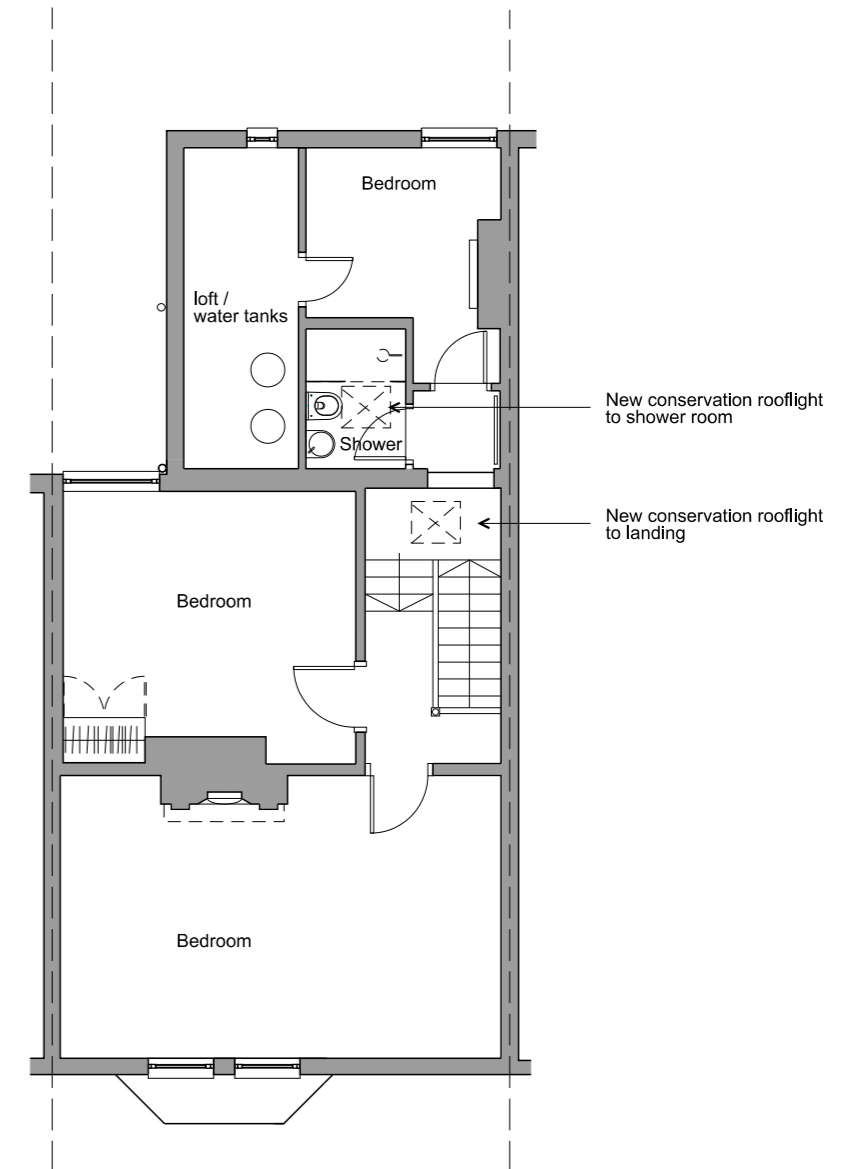 Bedroom
loft /
water tanks
New conservation rooflight
to shower room
Shower
New conservation rooflight
to landing
Bedroom
Bedroom